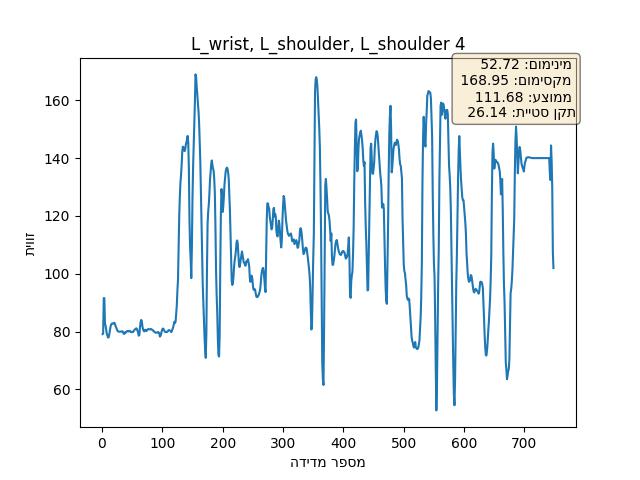 L_wrist, L_shoulder, L_shoulder 4
מינימום: 52.72
מקסימום: 168.95
ממוצע: 111.68
תקן סטיית: 26.14
160
140
120
100
80
60
זווית
0 100 200 300 400 500 600 700
מספר מדידה